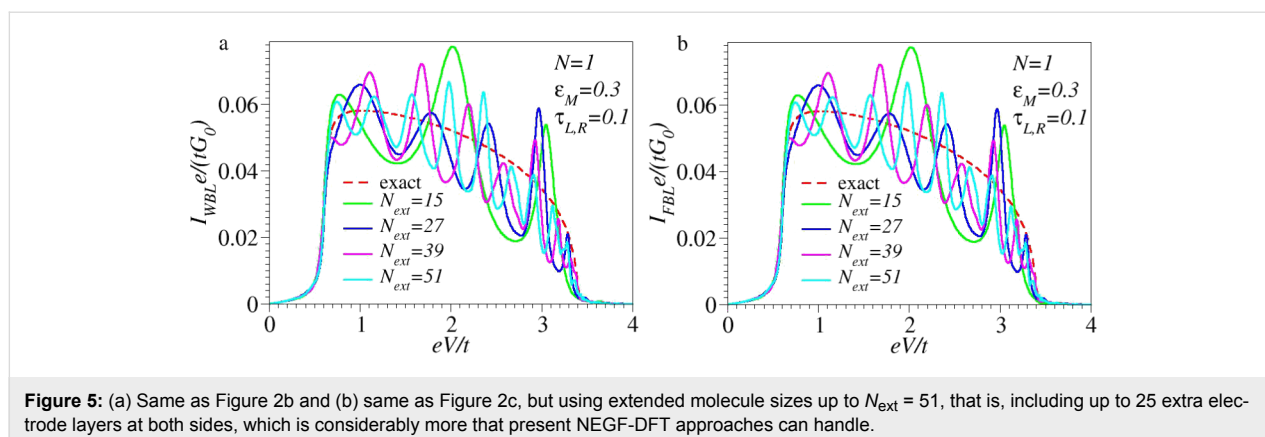 a
I_WBL e/(tG_0)
0.06
0.04
0.02
0
N=1
ε_M=0.3
τ_L,R=0.1
exact
N_ext=15
N_ext=27
N_ext=39
N_ext=51
0 1 2 3 4
eV/t
b
I_FBL e/(tG_0)
0.06
0.04
0.02
0
N=1
ε_M=0.3
τ_L,R=0.1
exact
N_ext=15
N_ext=27
N_ext=39
N_ext=51
0 1 2 3 4
eV/t
Figure 5: (a) Same as Figure 2b and (b) same as Figure 2c, but using extended molecule sizes up to N_ext = 51, that is, including up to 25 extra elec-
trode layers at both sides, which is considerably more that present NEGF-DFT approaches can handle.